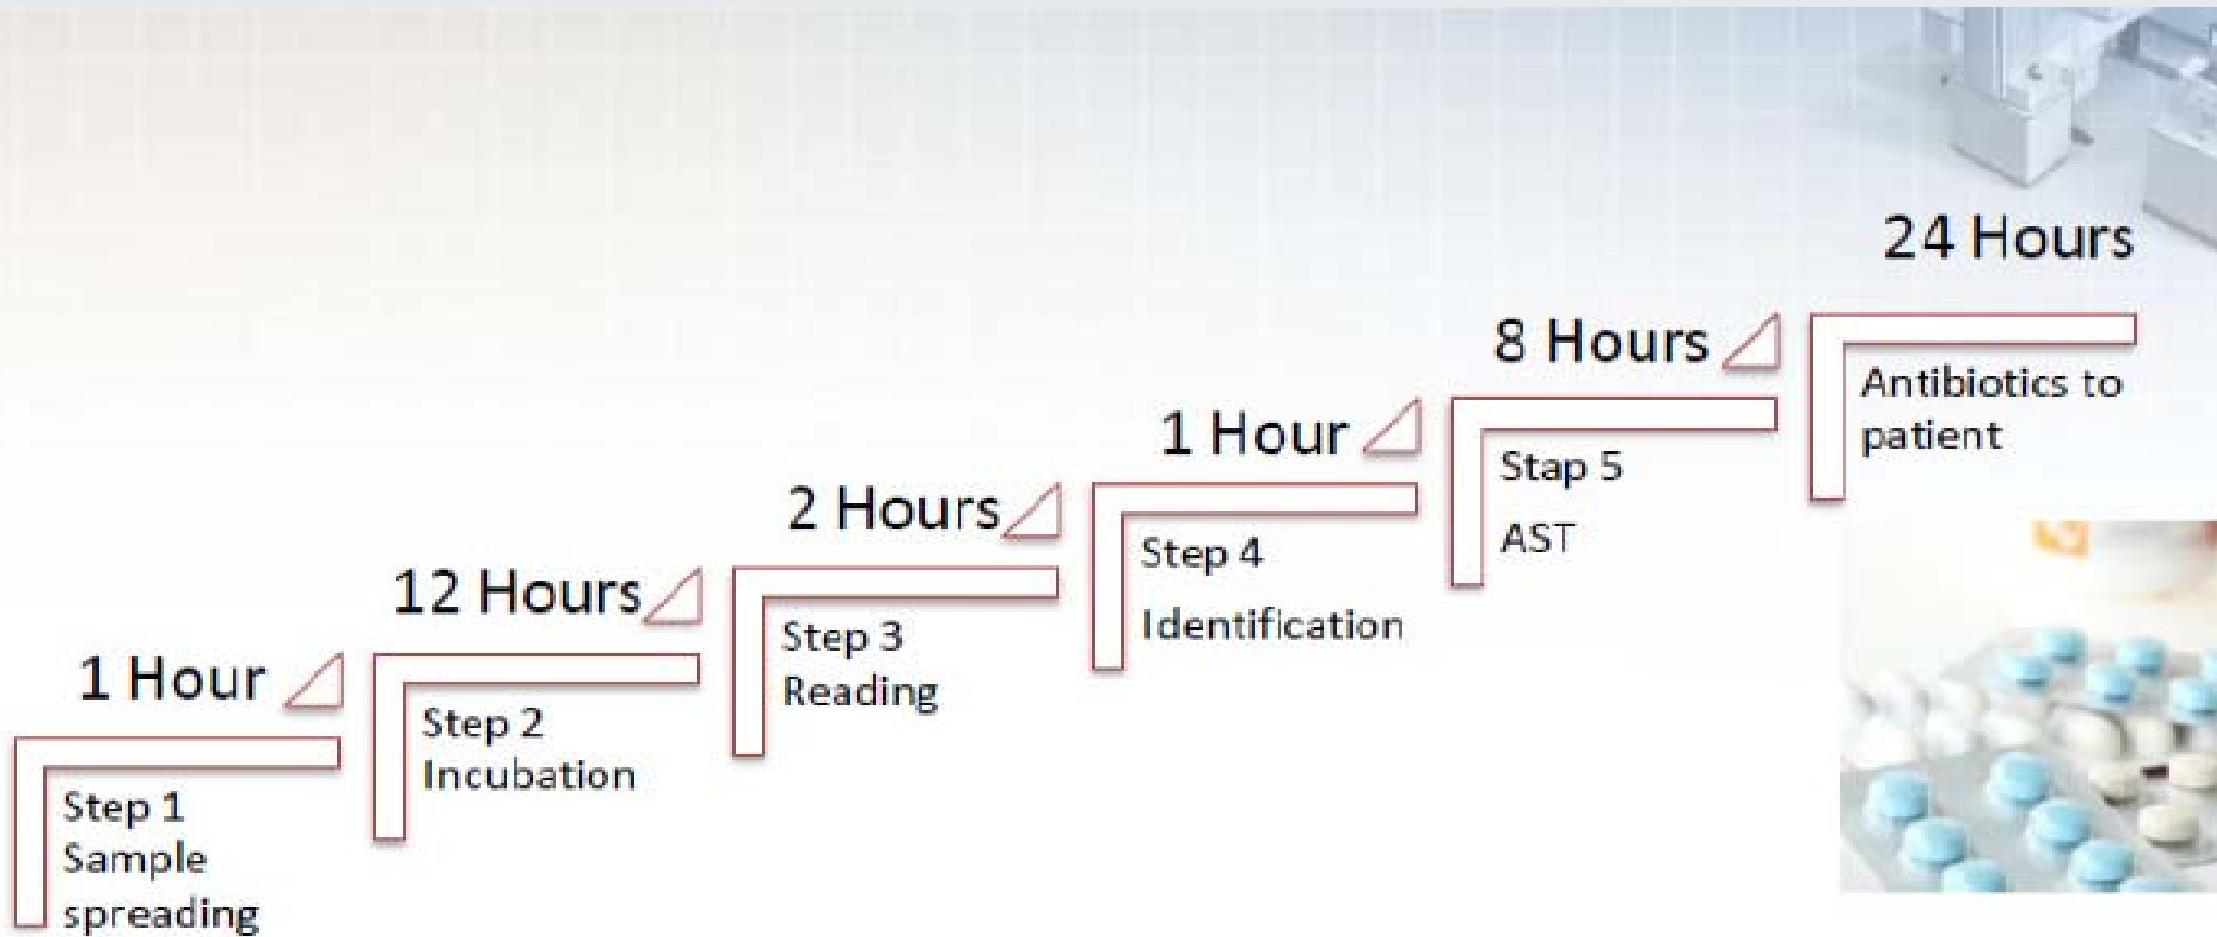 1 Hour
Step 1
Sample
spreading
12 Hours
Step 2
Incubation
2 Hours
Step 3
Reading
1 Hour
Step 4
Identification
8 Hours
Stap 5
AST
24 Hours
Antibiotics to
patient